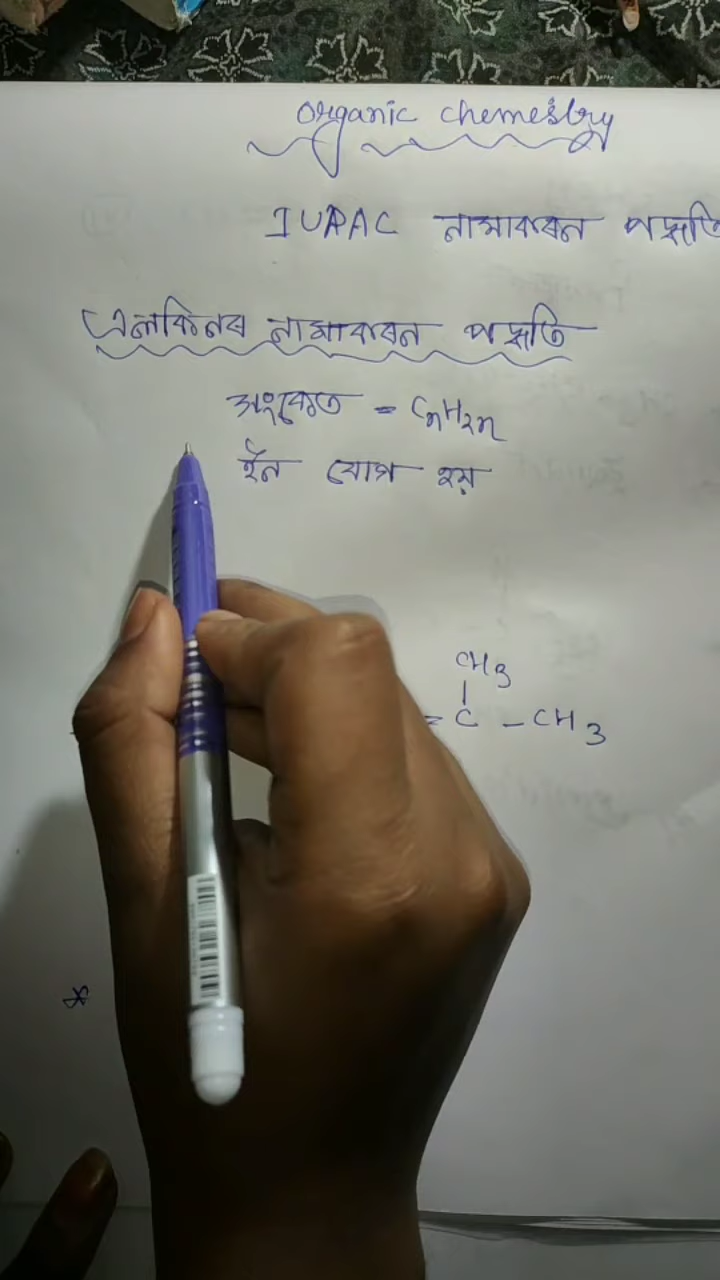 organic chemestry
IUPAC নামাকৰন পদ্ধতি
এলকিনৰ নামাকৰন পদ্ধতি
সংকেত = CnH2n
ইন যোগ হয়
CH3
|
= C - CH3
*